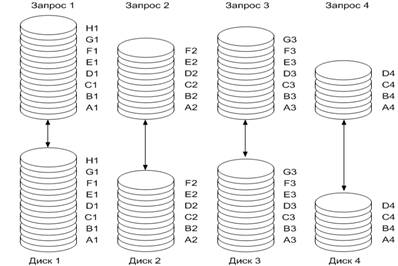 Запрос 1 Запрос 2 Запрос 3 Запрос 4
H1
G1 G3
F1 F2 F3
E1 E2 E3
D1 D2 D3 D4
C1 C2 C3 C4
B1 B2 B3 B4
A1 A2 A3 A4
H1
G1 G3
F1 F2 F3
E1 E2 E3
D1 D2 D3 D4
C1 C2 C3 C4
B1 B2 B3 B4
A1 A2 A3 A4
Диск 1 Диск 2 Диск 3 Диск 4